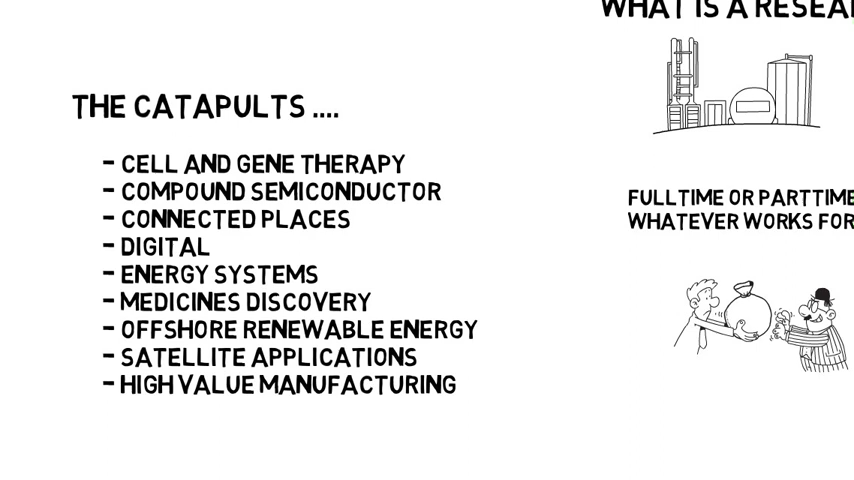 THE CATAPULTS ....
- CELL AND GENE THERAPY
- COMPOUND SEMICONDUCTOR
- CONNECTED PLACES
- DIGITAL
- ENERGY SYSTEMS
- MEDICINES DISCOVERY
- OFFSHORE RENEWABLE ENERGY
- SATELLITE APPLICATIONS
- HIGH VALUE MANUFACTURING
WHAT IS A
FULLTIME OR PARTTIME
WHATEVER WORKS FOR